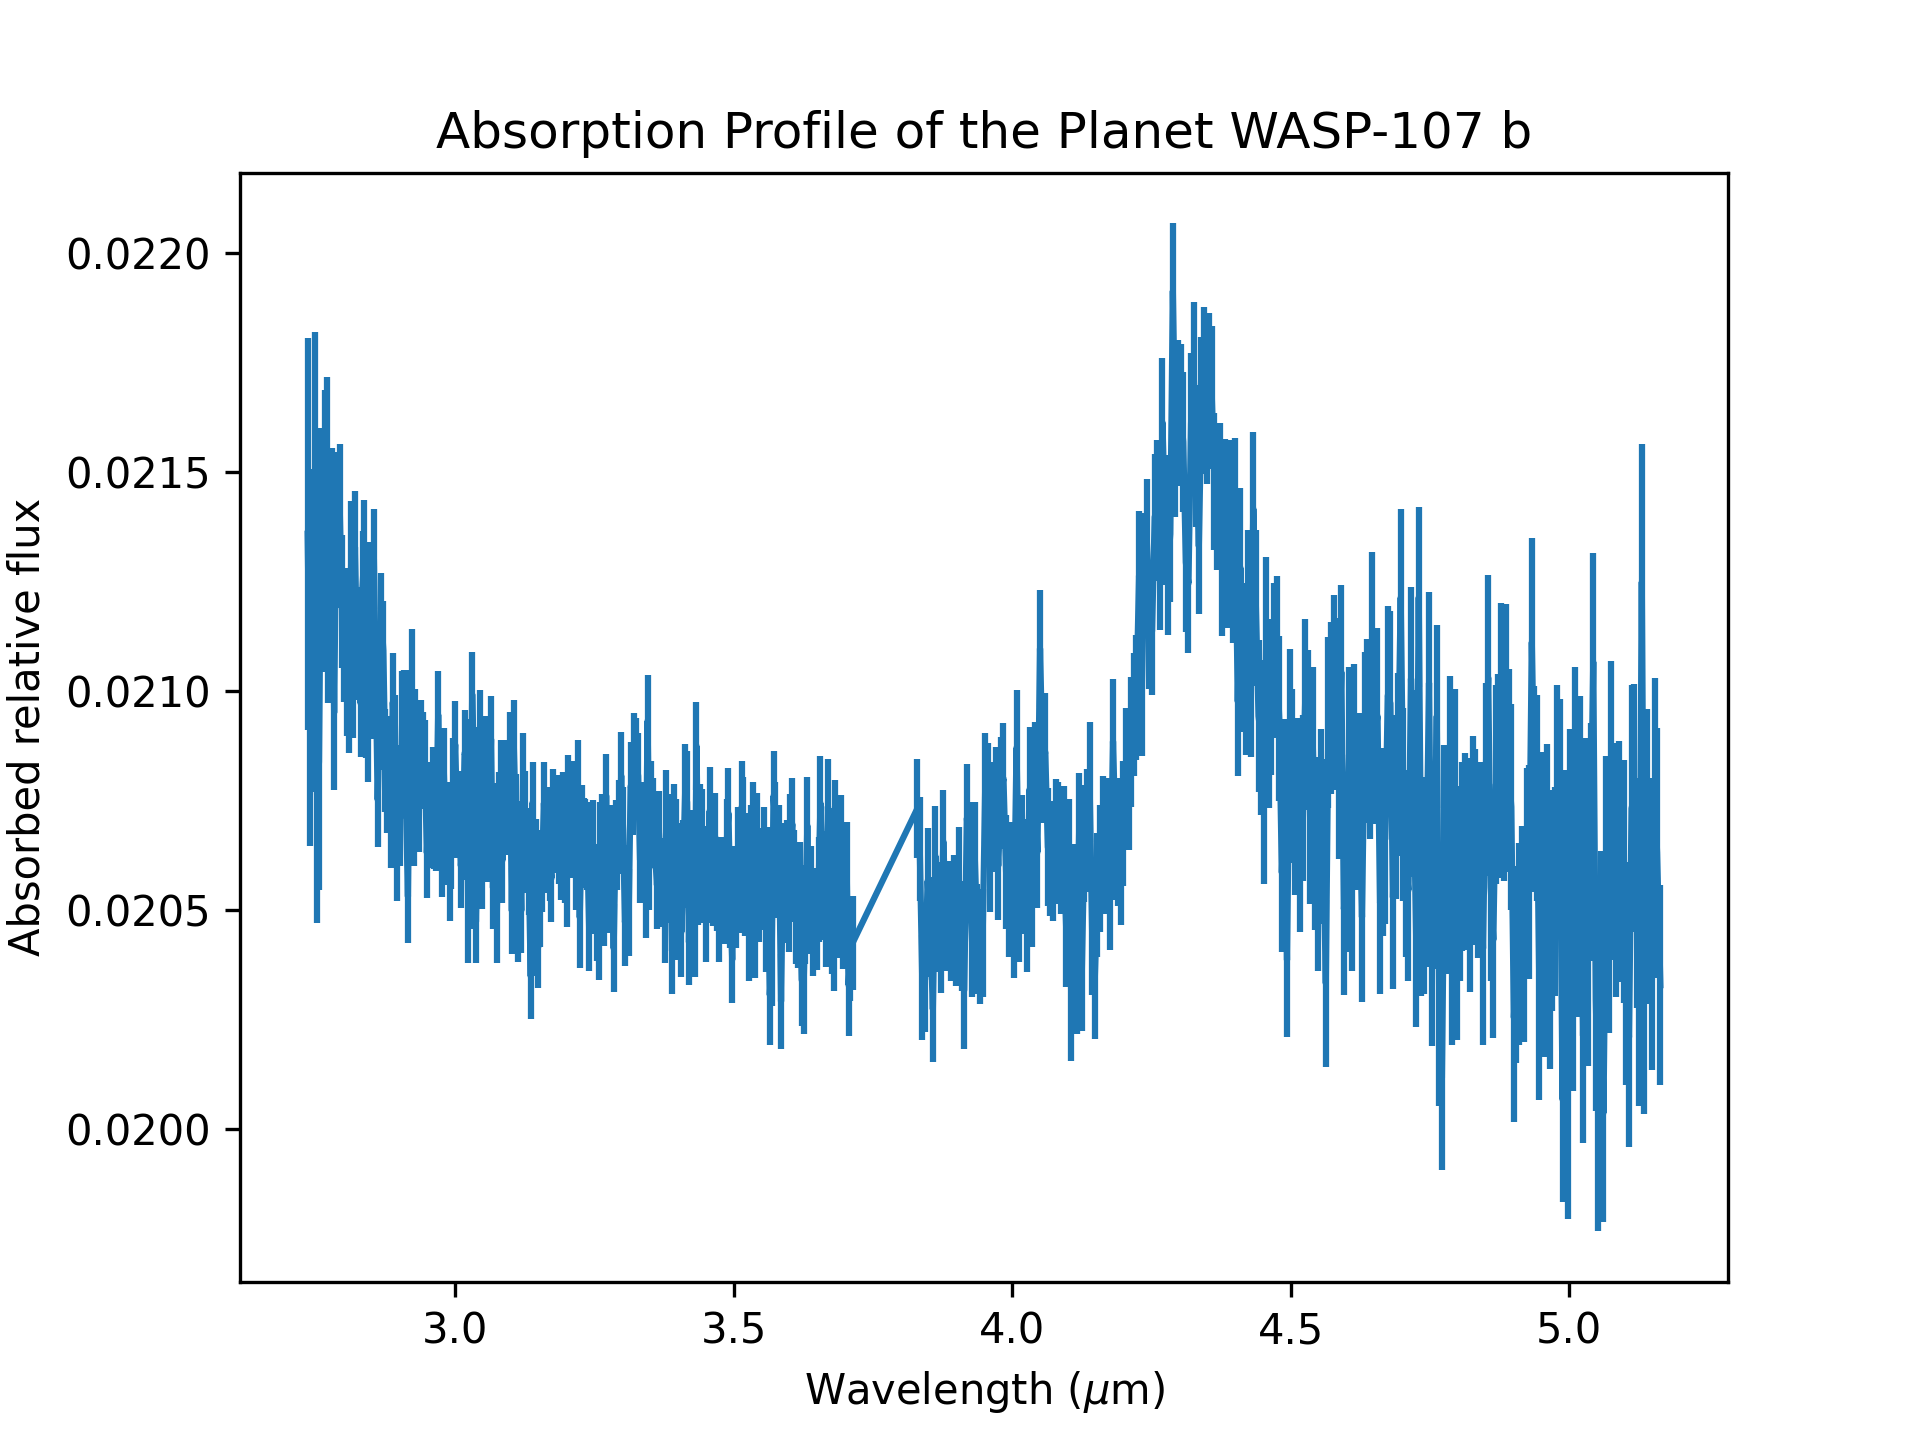 Absorption Profile of the Planet WASP-107 b
Absorbed relative flux
0.0220
0.0215
0.0210
0.0205
0.0200
3.0 3.5 4.0 4.5 5.0
Wavelength (μm)